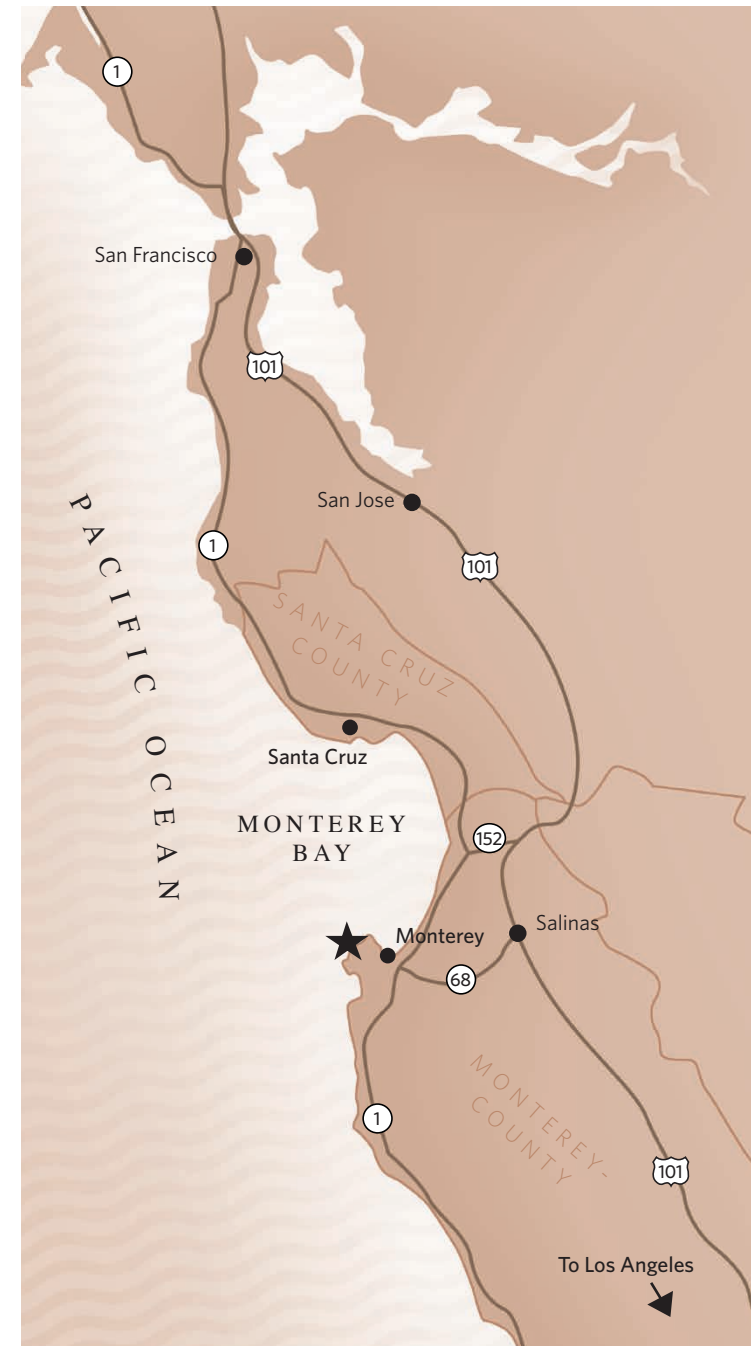 1
San Francisco
101
San Jose
1
101
PACIFIC OCEAN
SANTA CRUZ
COUNTY
Santa Cruz
MONTEREY
BAY
152
Monterey
Salinas
68
MONTEREY-
COUNTY
1
101
To Los Angeles